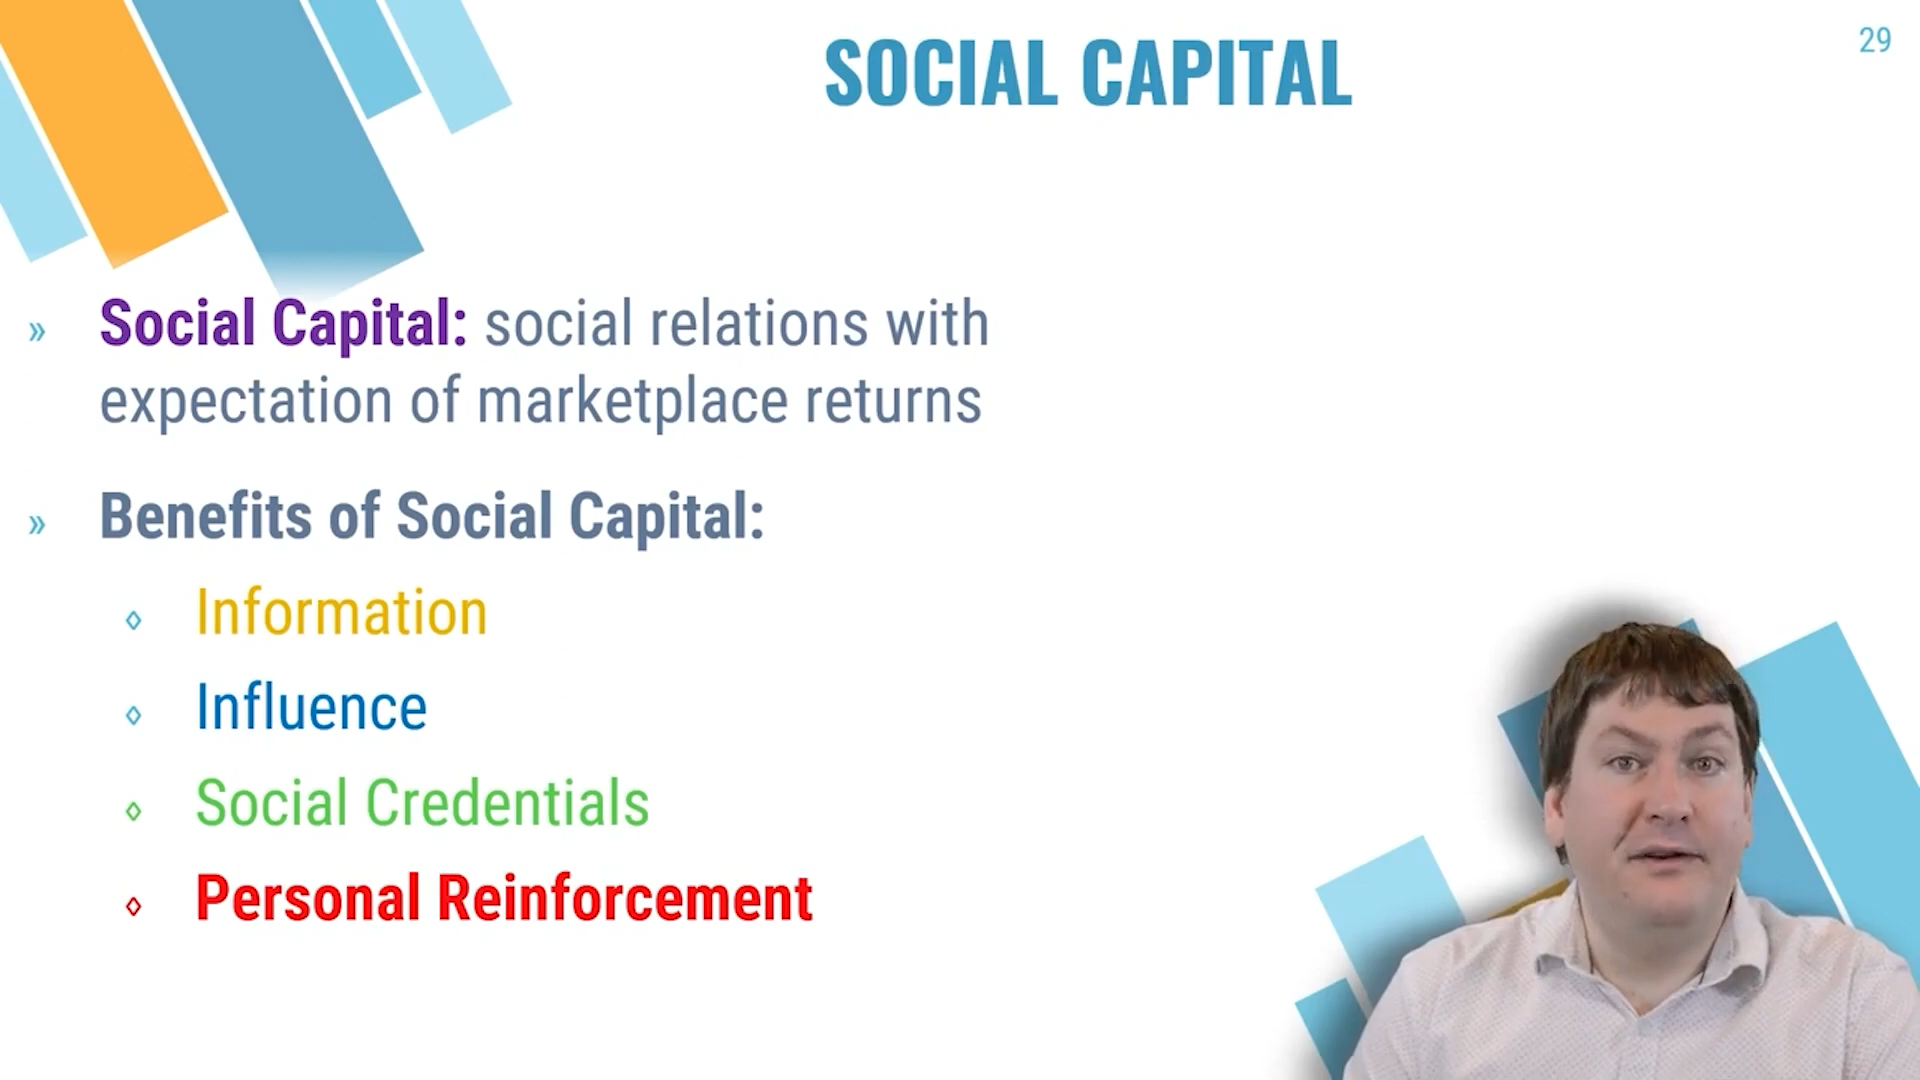 SOCIAL CAPITAL
29
» Social Capital: social relations with
expectation of marketplace returns
» Benefits of Social Capital:
◊ Information
◊ Influence
◊ Social Credentials
◊ Personal Reinforcement